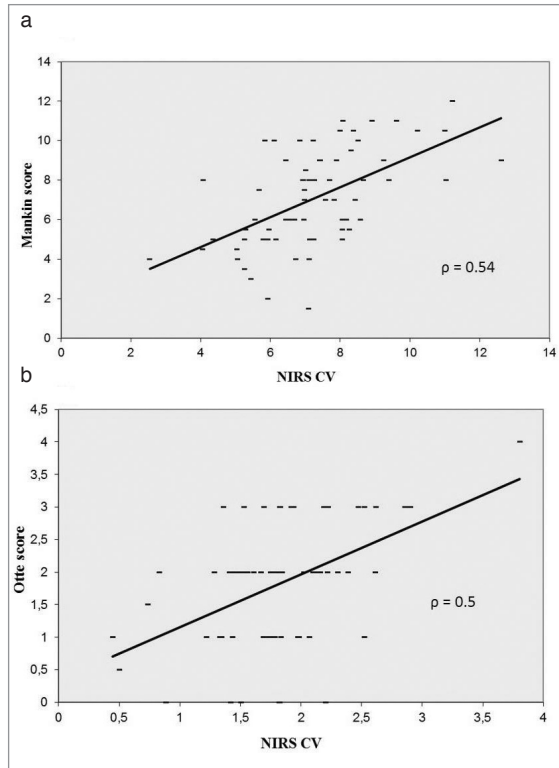 a
14
12
10
8
6
4
2
0
Mankin score
ρ = 0.54
0 2 4 6 8 10 12 14
NIRS CV
b
4,5
4
3,5
3
2,5
2
1,5
1
0,5
0
Otte score
ρ = 0.5
0 0,5 1 1,5 2 2,5 3 3,5 4
NIRS CV